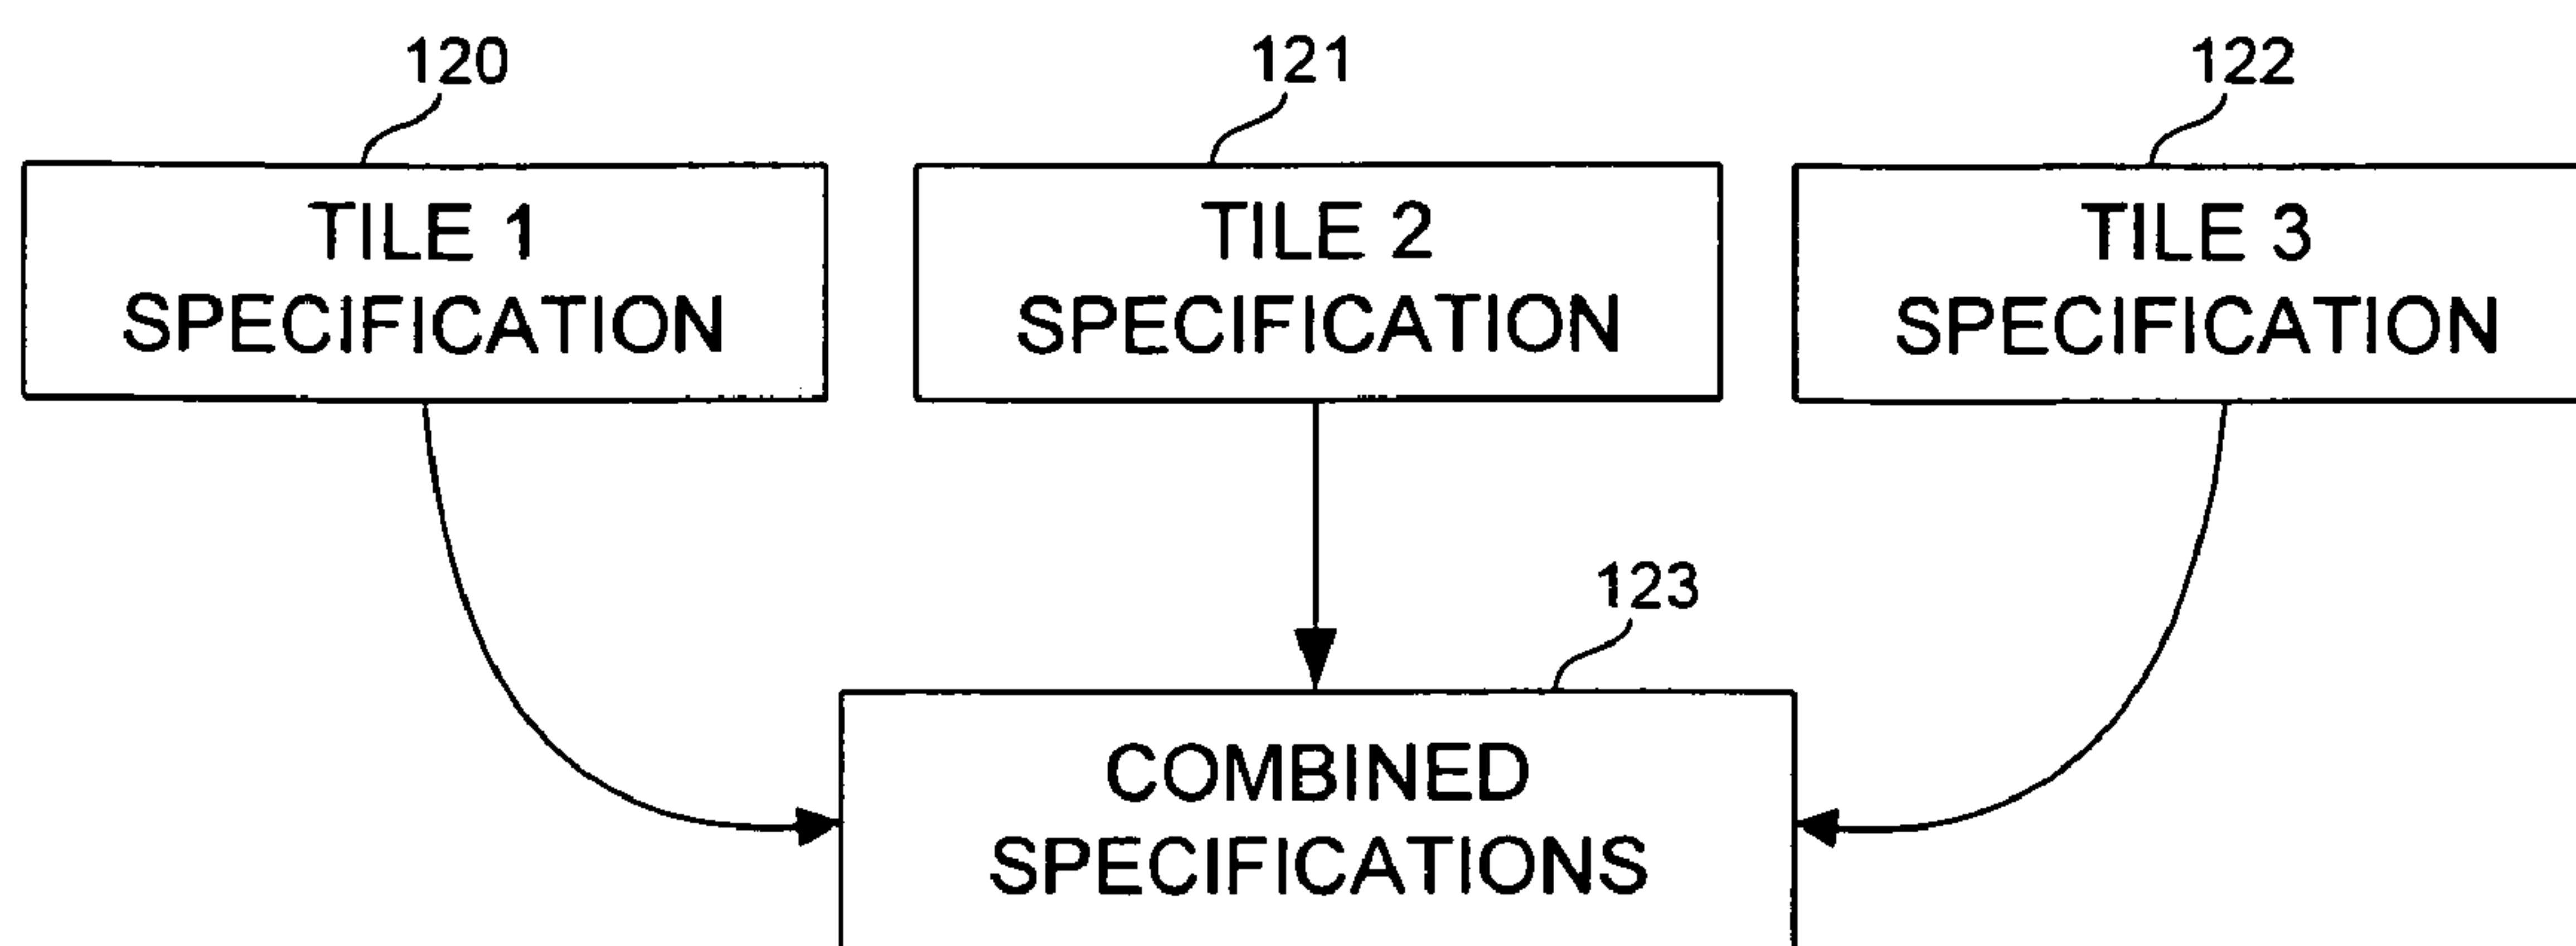 120
121
122
TILE 1
SPECIFICATION
TILE 2
SPECIFICATION
TILE 3
SPECIFICATION
123
COMBINED
SPECIFICATIONS